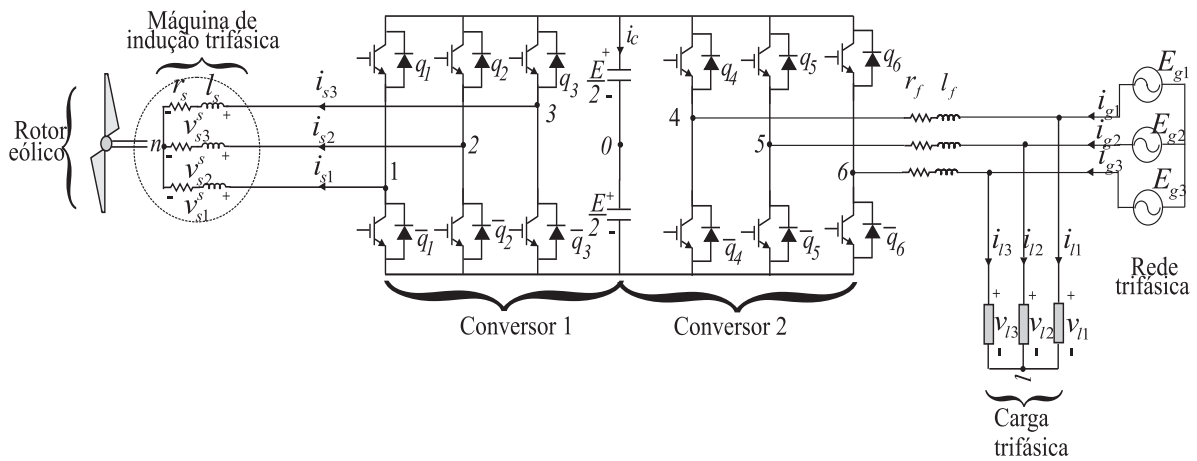 Máquina de
indução trifásica
Rotor
eólico
r_s l_s
v^s_s3
v^s_s2
v^s_s1
n
+
-
+
-
+
-
i_s3
i_s2
i_s1
1
2
3
q_1
q_2
q_3
q̅_1
q̅_2
q̅_3
i_c
E/2
+
-
0
E/2
+
-
q_4
q_5
q_6
q̅_4
q̅_5
q̅_6
4
5
6
r_f l_f
i_g1
i_g2
i_g3
E_g1
E_g2
E_g3
i_l3
i_l2
i_l1
+
+
+
v_l3
v_l2
v_l1
-
-
-
l
Rede
trifásica
Conversor 1
Conversor 2
Carga
trifásica